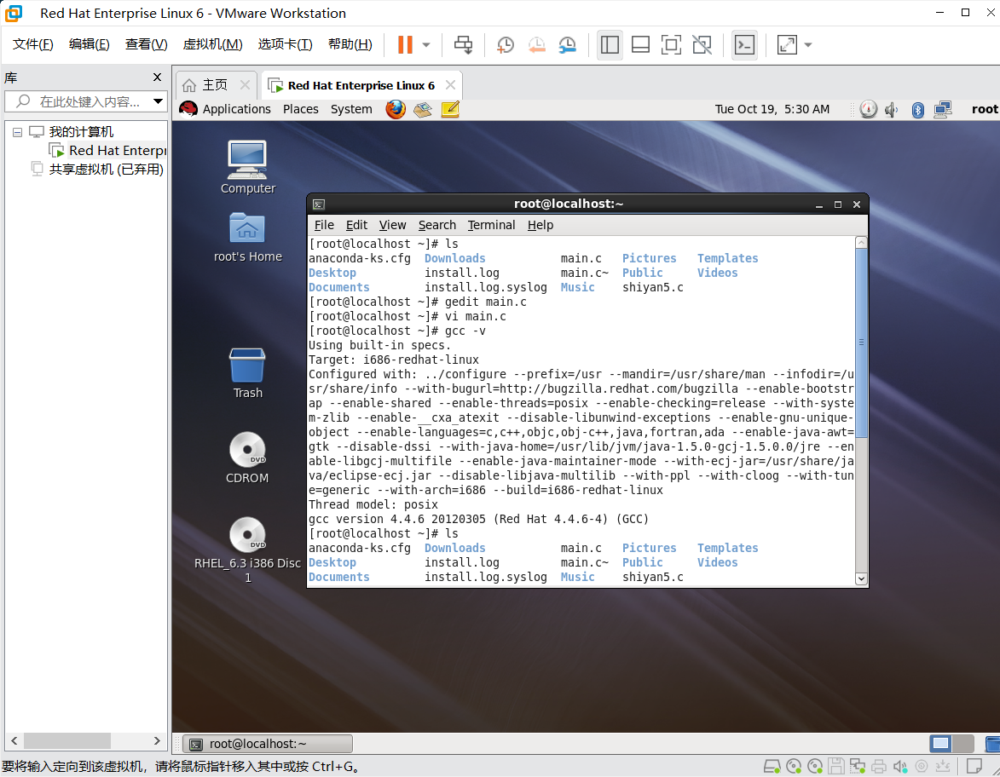 Red Hat Enterprise Linux 6 - VMware Workstation
文件(F) 编辑(E) 查看(V) 虚拟机(M) 选项卡(T) 帮助(H)
库
在此处键入内容...
主页 Red Hat Enterprise Linux 6
Applications Places System Tue Oct 19, 5:30 AM root
我的计算机
Red Hat Enterpr
共享虚拟机 (已弃用)
Computer
root's Home
Trash
DVD
CDROM
DVD
RHEL_6.3 i386 Disc
1
root@localhost:~
File Edit View Search Terminal Help
[root@localhost ~]# ls
anaconda-ks.cfg Downloads main.c Pictures Templates
Desktop install.log main.c~ Public Videos
Documents install.log.syslog Music shiyan5.c
[root@localhost ~]# gedit main.c
[root@localhost ~]# vi main.c
[root@localhost ~]# gcc -v
Using built-in specs.
Target: i686-redhat-linux
Configured with: ../configure --prefix=/usr --mandir=/usr/share/man --infodir=/u
sr/share/info --with-bugurl=http://bugzilla.redhat.com/bugzilla --enable-bootstr
ap --enable-shared --enable-threads=posix --enable-checking=release --with-syste
m-zlib --enable-__cxa_atexit --disable-libunwind-exceptions --enable-gnu-unique-
object --enable-languages=c,c++,objc,obj-c++,java,fortran,ada --enable-java-awt=
gtk --disable-dssi --with-java-home=/usr/lib/jvm/java-1.5.0-gcj-1.5.0.0/jre --en
able-libgcj-multifile --enable-java-maintainer-mode --with-ecj-jar=/usr/share/ja
va/eclipse-ecj.jar --disable-libjava-multilib --with-ppl --with-cloog --with-tun
e=generic --with-arch=i686 --build=i686-redhat-linux
Thread model: posix
gcc version 4.4.6 20120305 (Red Hat 4.4.6-4) (GCC)
[root@localhost ~]# ls
anaconda-ks.cfg Downloads main.c Pictures Templates
Desktop install.log main.c~ Public Videos
Documents install.log.syslog Music shiyan5.c
root@localhost:~
要将输入定向到该虚拟机，请将鼠标指针移入其中或按 Ctrl+G。